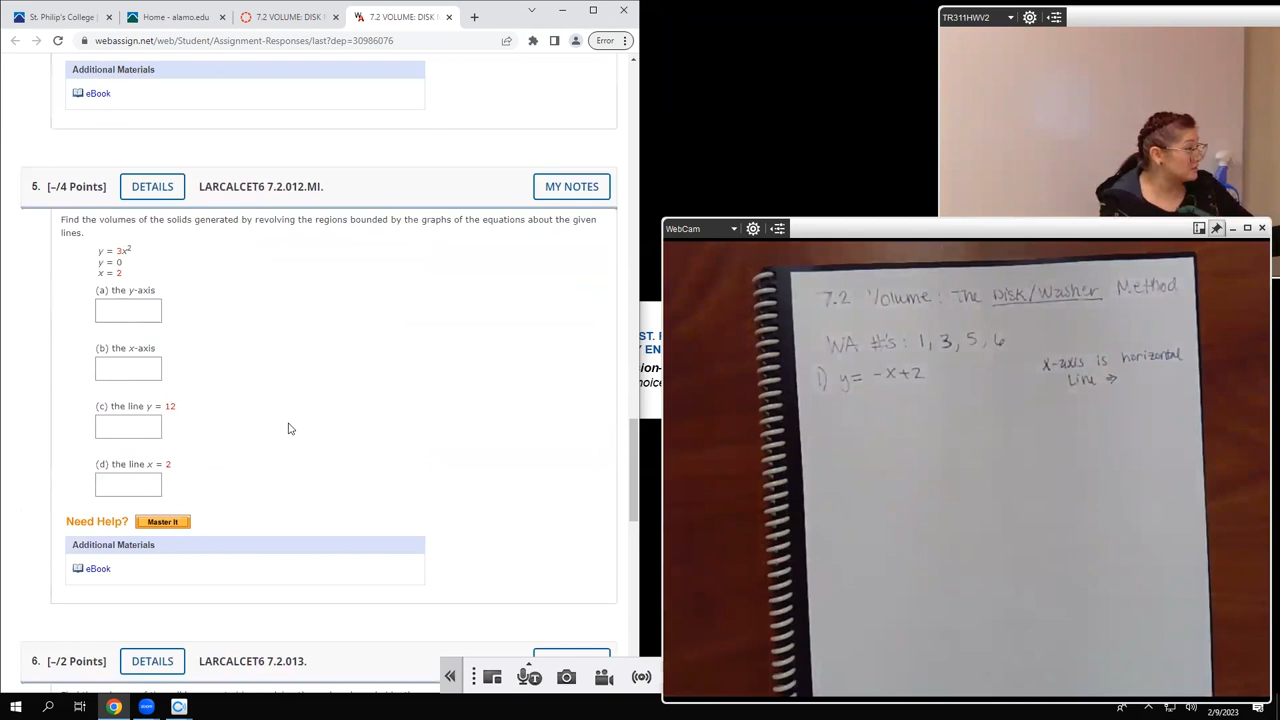 St. Philip's College
Home - alamo.edu
7.2 VOLUME: DISK
7.2 VOLUME: DISK
webassign.net/web/Student/Assignment-Responses/last?d
986076
Error
Additional Materials
eBook
5. [–/4 Points] DETAILS LARCALCET6 7.2.012.MI. MY NOTES
Find the volumes of the solids generated by revolving the regions bounded by the graphs of the equations about the given
lines.
y = 3x²
y = 0
x = 2
(a) the y-axis
(b) the x-axis
(c) the line y = 12
(d) the line x = 2
Need Help? Master It
Additional Materials
eBook
6. [–/2 Points] DETAILS LARCALCET6 7.2.013.
TR311HWV2
ST.
WebCam
7.2 Volume: The Disk/Washer Method
WA #'s: 1, 3, 5, 6
1) y= -x+2
x-axis is horizontal
Line ⇒
2/9/2023